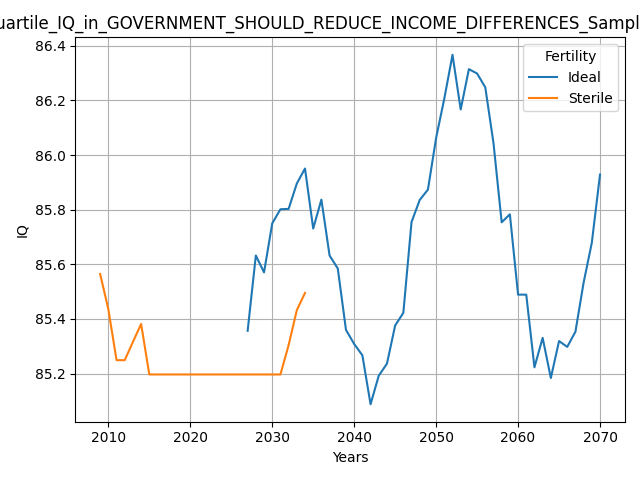 uartile_IQ_in_GOVERNMENT_SHOULD_REDUCE_INCOME_DIFFERENCES_Sampl
86.4
86.2
86.0
85.8
85.6
85.4
85.2
IQ
Fertility
Ideal
Sterile
2010 2020 2030 2040 2050 2060 2070
Years